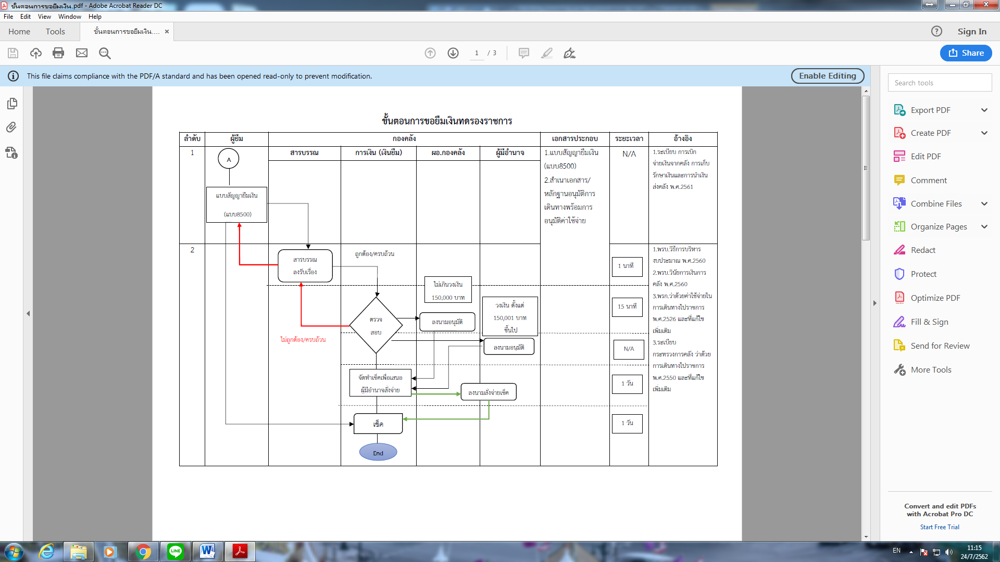 ขั้นตอนการขอยืมเงิน.pdf - Adobe Acrobat Reader DC
File Edit View Window Help
Home Tools ขั้นตอนการขอยืมเงิน.... × ? Sign In
1 / 3 Share
This file claims compliance with the PDF/A standard and has been opened read-only to prevent modification. Enable Editing
ขั้นตอนการขอยืมเงินทดรองราชการ
ลำดับ ผู้ยืม กองคลัง เอกสารประกอบ ระยะเวลา อ้างอิง
สารบรรณ การเงิน (เงินยืม) ผอ.กองคลัง ผู้มีอำนาจ
1
A
แบบสัญญายืมเงิน
(แบบ8500)
1.แบบสัญญายืมเงิน
(แบบ8500)
2.สำเนาเอกสาร/
หลักฐานอนุมัติการ
เดินทางพร้อมการ
อนุมัติค่าใช้จ่าย
N/A
1.ระเบียบ การเบิก
จ่ายเงินจากคลัง การเก็บ
รักษาเงินและการนำเงิน
ส่งคลัง พ.ศ.2561
2
สารบรรณ
ลงรับเรื่อง
ถูกต้อง/ครบถ้วน
ไม่เกินวงเงิน
150,000 บาท
วงเงิน ตั้งแต่
150,001 บาท
ขึ้นไป
ตรวจ
สอบ
ลงนามอนุมัติ
ลงนามอนุมัติ
ไม่ถูกต้อง/ครบถ้วน
จัดทำเช็คเพื่อเสนอ
ผู้มีอำนาจสั่งจ่าย
ลงนามสั่งจ่ายเช็ค
เช็ค
End
1 นาที
15 นาที
N/A
1 วัน
1 วัน
1.พรบ.วิธีการบริหาร
งบประมาณ พ.ศ.2560
2.พรบ.วินัยการเงินการ
คลัง พ.ศ.2560
3.พรก.ว่าด้วยค่าใช้จ่ายใน
การเดินทางไปราชการ
พ.ศ.2526 และที่แก้ไข
เพิ่มเติม
3.ระเบียบ
กระทรวงการคลัง ว่าด้วย
การเดินทางไปราชการ
พ.ศ.2550 และที่แก้ไข
เพิ่มเติม
Search tools
Export PDF
Create PDF
Edit PDF
Comment
Combine Files
Organize Pages
Redact
Protect
Optimize PDF
Fill & Sign
Send for Review
More Tools
Convert and edit PDFs
with Acrobat Pro DC
Start Free Trial
LINE
EN
11:15
24/7/2562